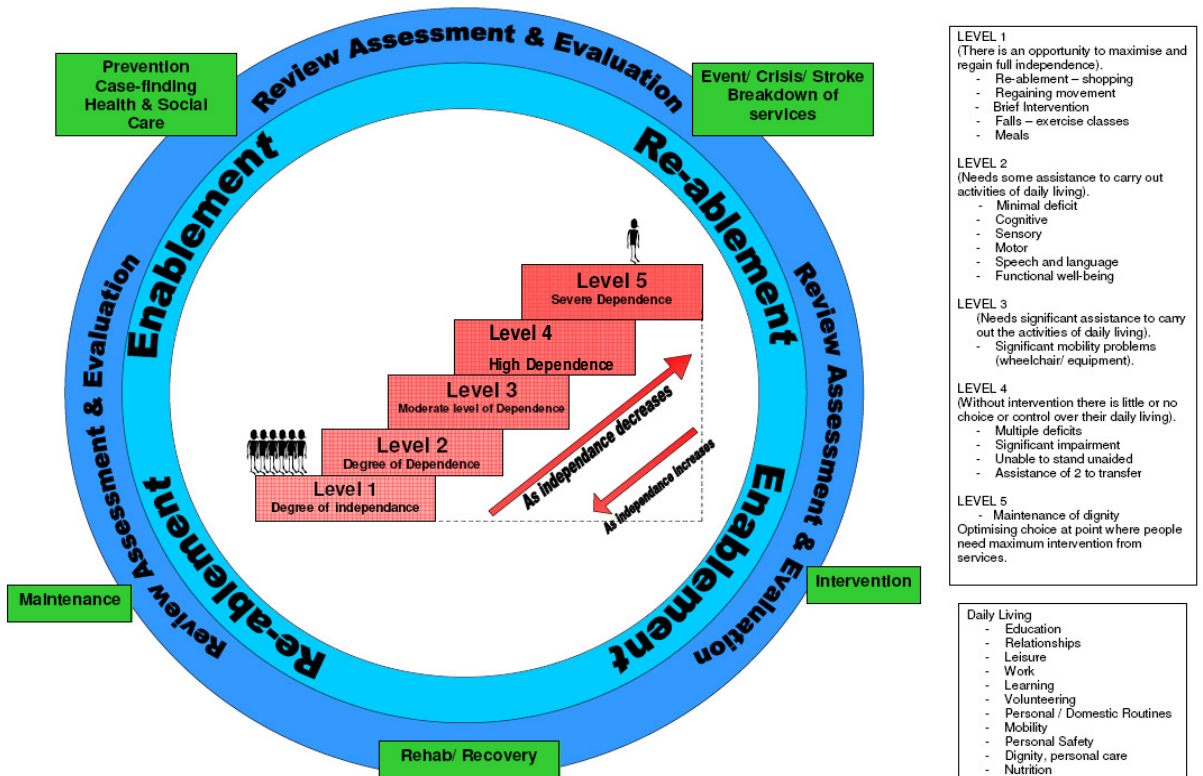 Review Assessment & Evaluation
Prevention
Case-finding
Health & Social
Care
Event/ Crisis/ Stroke
Breakdown of
services
Enablement
Re-ablement
Review Assessment & Evaluation
Review Assessment & Evaluation
Level 5
Severe Dependence
Level 4
High Dependence
Level 3
Moderate level of Dependence
Level 2
Degree of Dependence
Level 1
Degree of Independance
As independance decreases
As independance increases
Re-ablement
Enablement
Maintenance
Intervention
Rehab/ Recovery
LEVEL 1
(There is an opportunity to maximise and
regain full independence).
- Re-ablement – shopping
- Regaining movement
- Brief Intervention
- Falls – exercise classes
- Meals
LEVEL 2
(Needs some assistance to carry out
activities of daily living).
- Minimal deficit
- Cognitive
- Sensory
- Motor
- Speech and language
- Functional well-being
LEVEL 3
(Needs significant assistance to carry
out the activities of daily living).
- Significant mobility problems
(wheelchair/ equipment).
LEVEL 4
(Without intervention there is little or no
choice or control over their daily living).
- Multiple deficits
- Significant impairment
- Unable to stand unaided
- Assistance of 2 to transfer
LEVEL 5
- Maintenance of dignity
Optimising choice at point where people
need maximum intervention from
services.
Daily Living
- Education
- Relationships
- Leisure
- Work
- Learning
- Volunteering
- Personal / Domestic Routines
- Mobility
- Personal Safety
- Dignity, personal care
- Nutrition